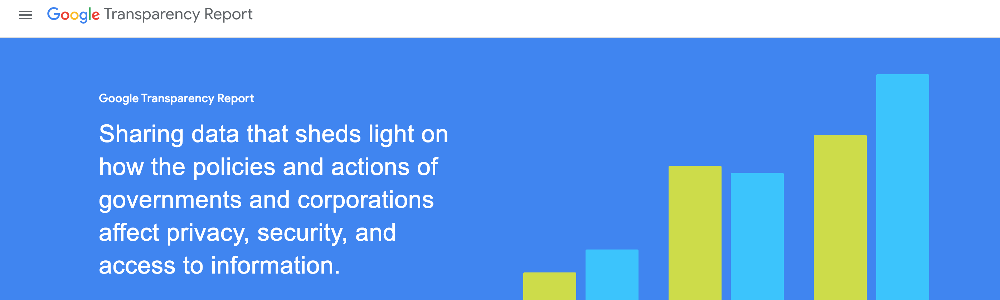 Google Transparency Report
Google Transparency Report
Sharing data that sheds light on
how the policies and actions of
governments and corporations
affect privacy, security, and
access to information.